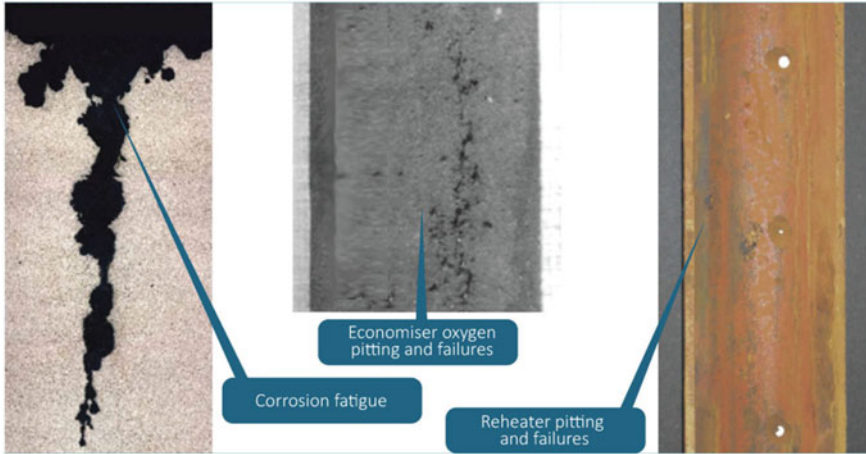 Economiser oxygen
pitting and failures
Corrosion fatigue
Reheater pitting
and failures